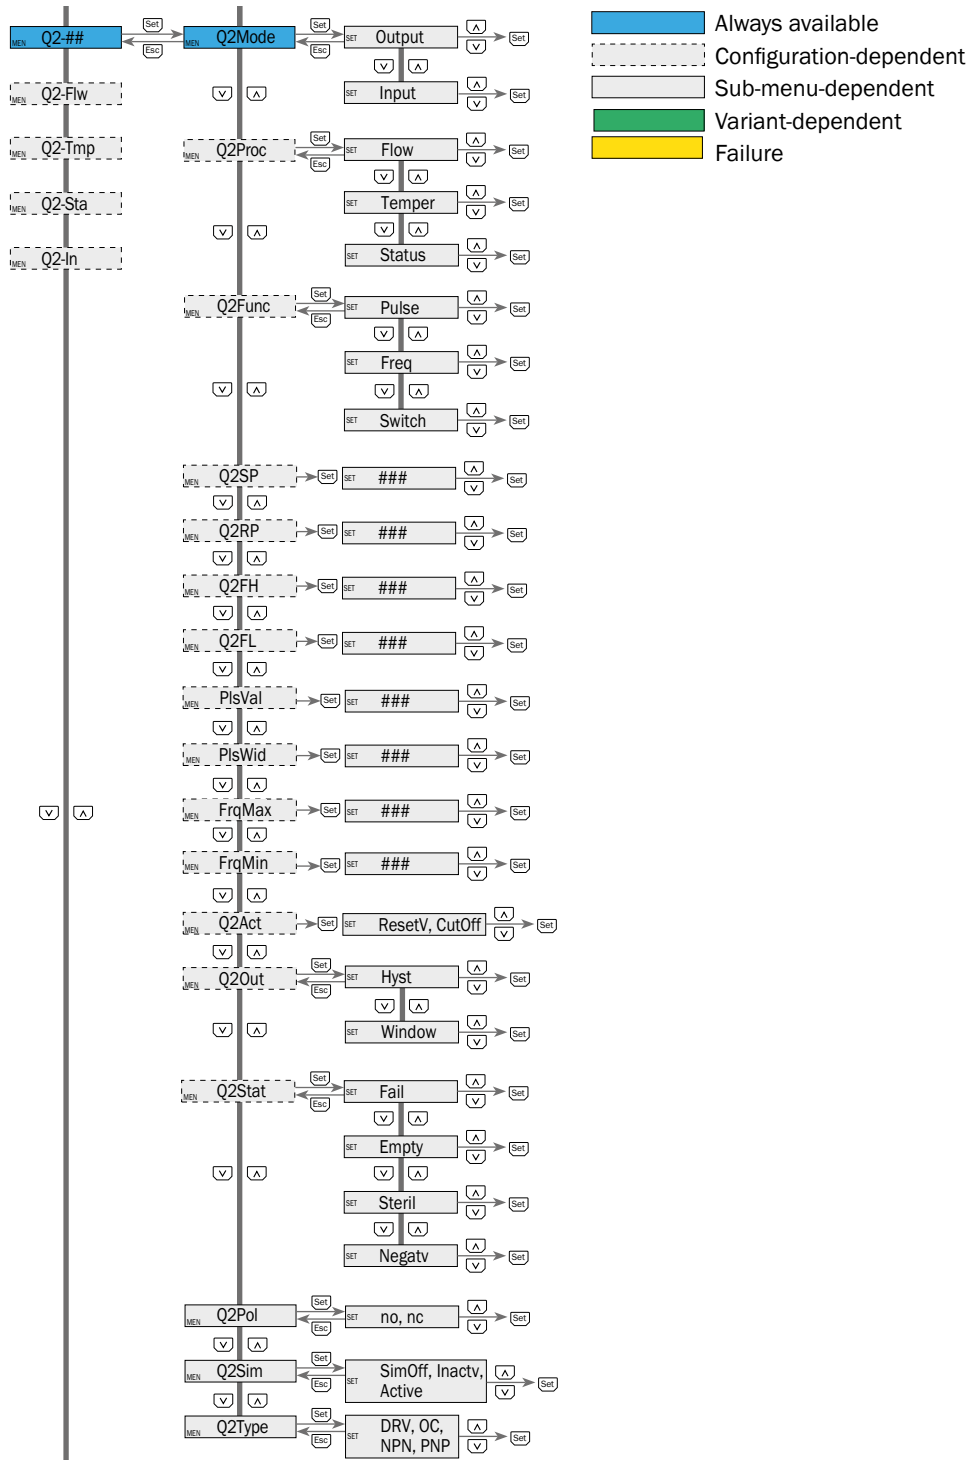 Set
MEN Q2-## MEN Q2Mode SET Output Set
Esc
MEN Q2-Flw SET Input Set
MEN Q2-Tmp MEN Q2Proc Set Esc SET Flow Set
MEN Q2-Sta SET Temper Set
MEN Q2-In SET Status Set
MEN Q2Func Set Esc SET Pulse Set
SET Freq Set
SET Switch Set
MEN Q2SP Set SET ### Set
MEN Q2RP Set SET ### Set
MEN Q2FH Set SET ### Set
MEN Q2FL Set SET ### Set
MEN PlsVal Set SET ### Set
MEN PlsWid Set SET ### Set
MEN FrqMax Set SET ### Set
MEN FrqMin Set SET ### Set
MEN Q2Act Set SET ResetV, CutOff Set
MEN Q2Out Set Esc SET Hyst Set
SET Window Set
MEN Q2Stat Set Esc SET Fail Set
SET Empty Set
SET Steril Set
SET Negatv Set
MEN Q2Pol Set Esc SET no, nc Set
MEN Q2Sim Set Esc SET SimOff, Inactv,
Active Set
MEN Q2Type Set Esc SET DRV, OC,
NPN, PNP Set
Always available
Configuration-dependent
Sub-menu-dependent
Variant-dependent
Failure